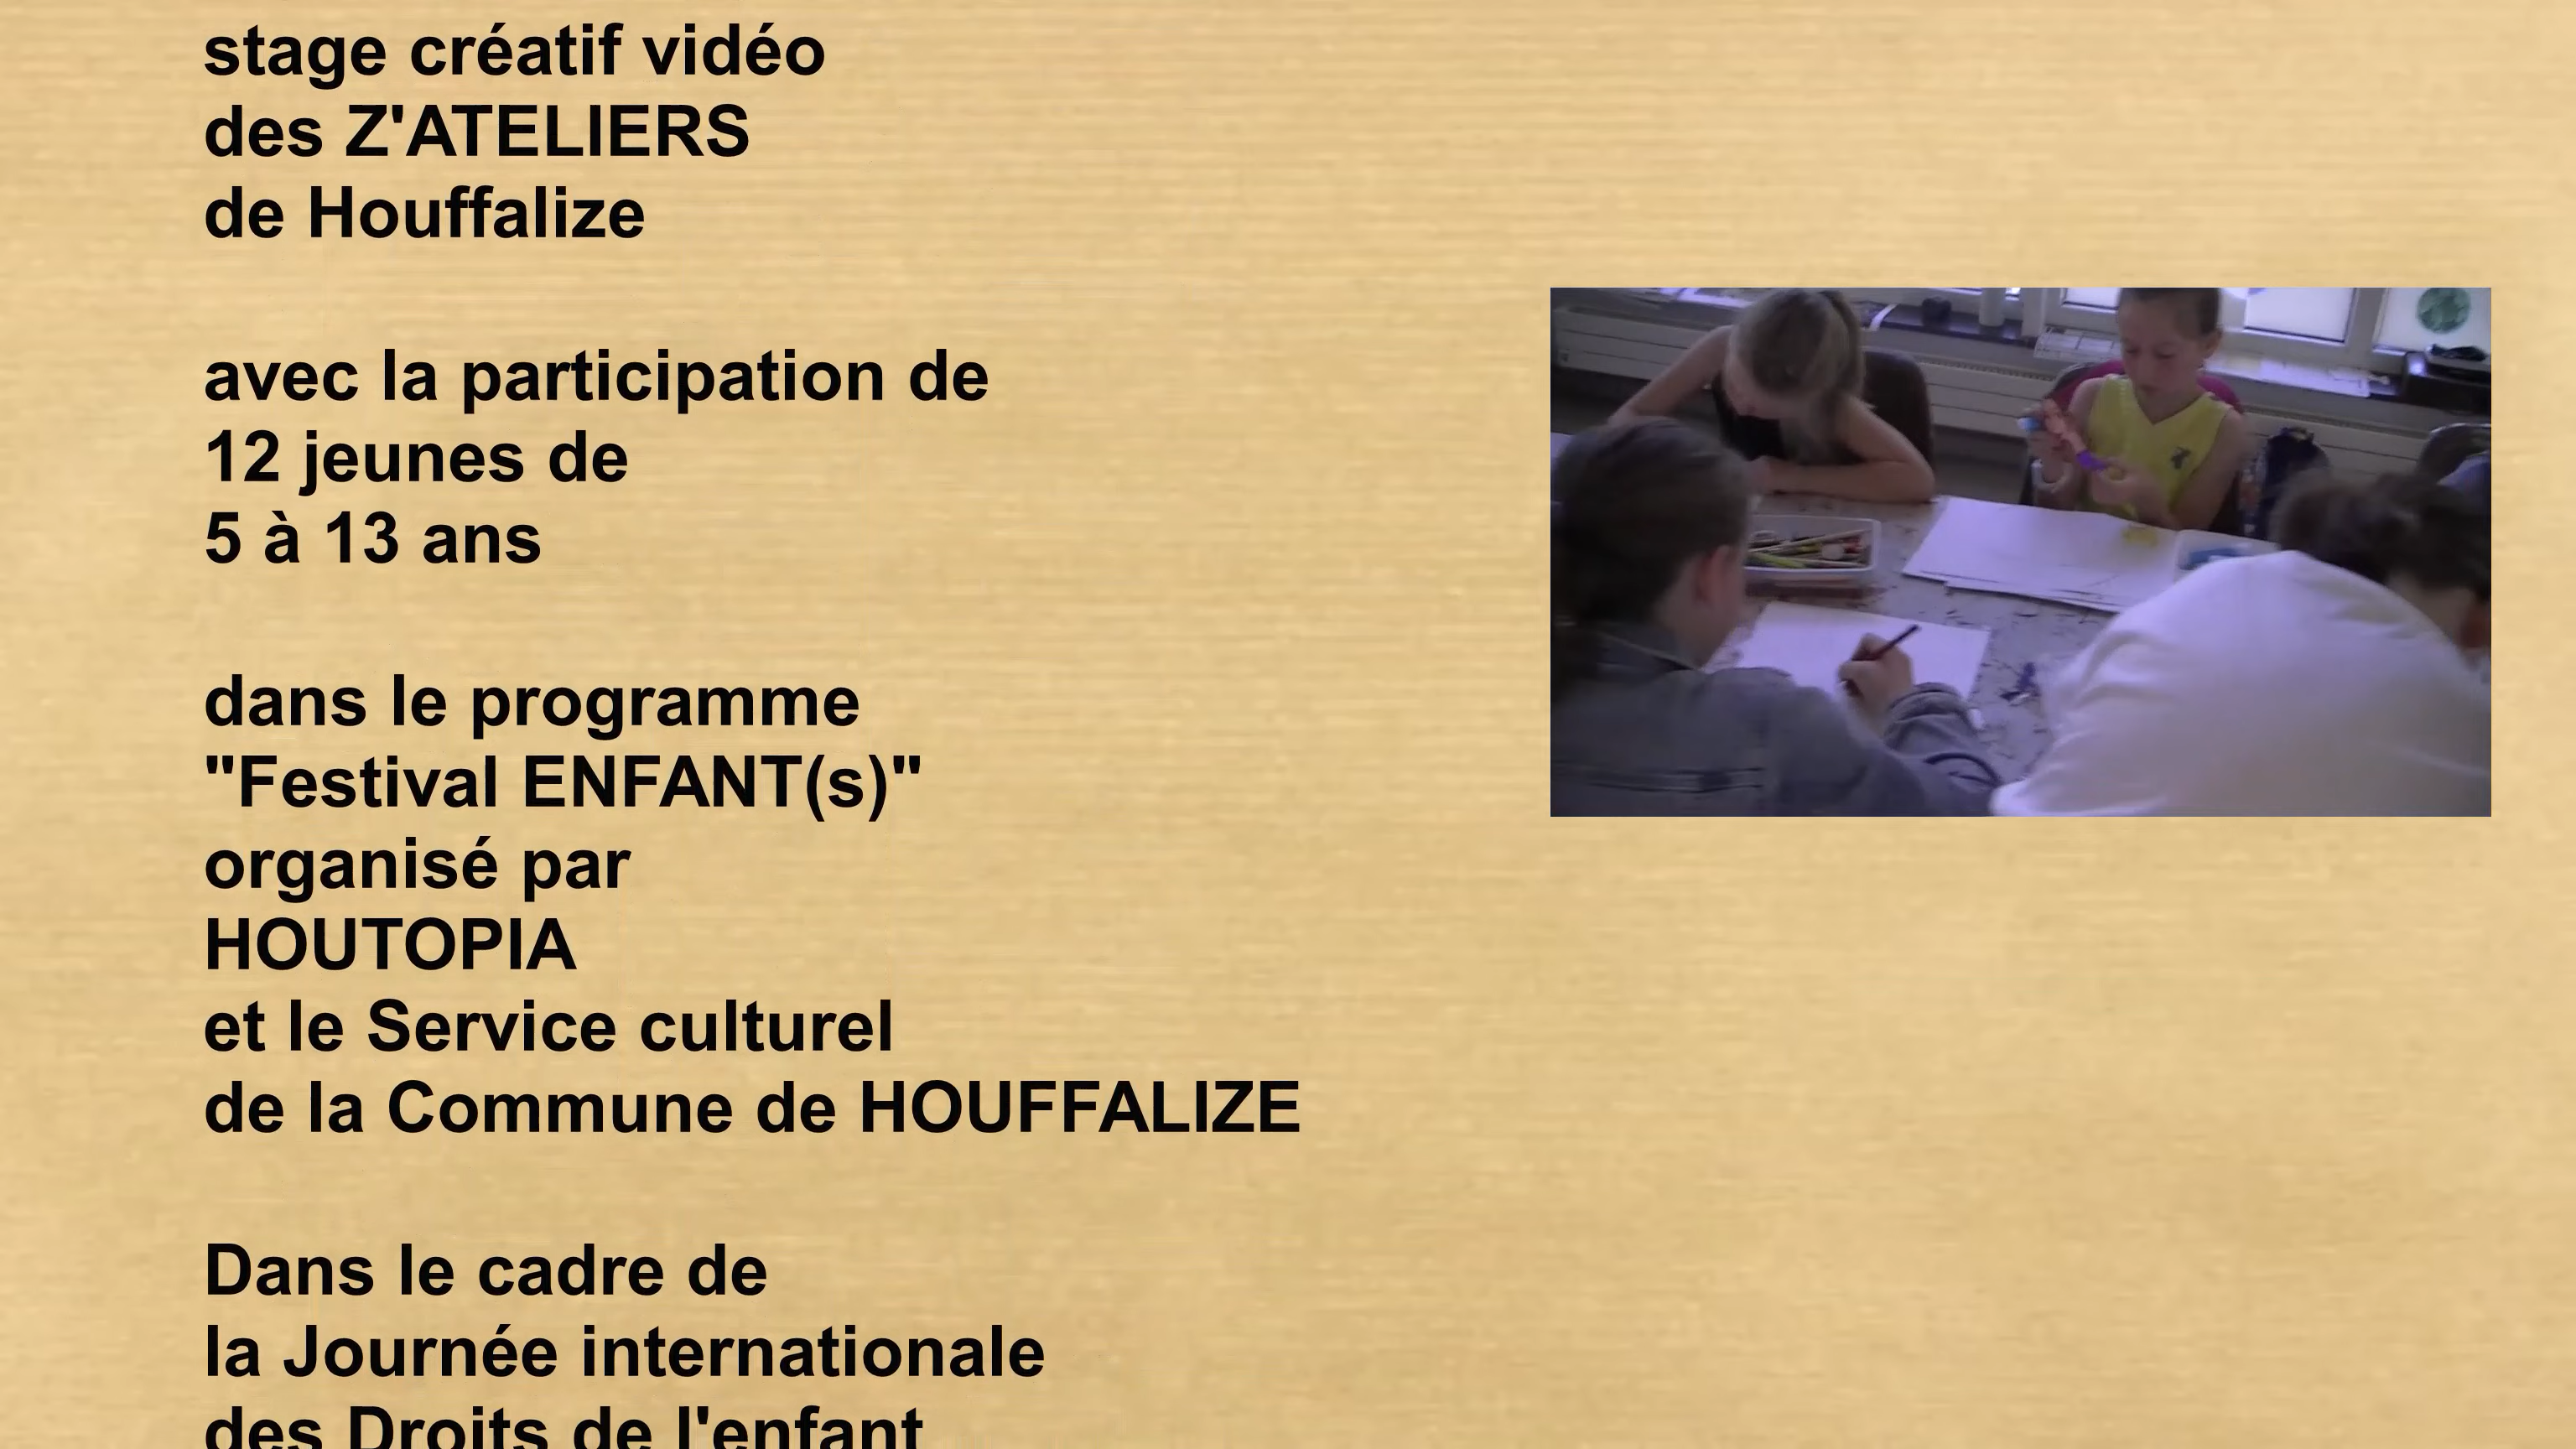 stage créatif vidéo
des Z'ATELIERS
de Houffalize
avec la participation de
12 jeunes de
5 à 13 ans
dans le programme
"Festival ENFANT(s)"
organisé par
HOUTOPIA
et le Service culturel
de la Commune de HOUFFALIZE
Dans le cadre de
la Journée internationale
des Droits de l'enfant